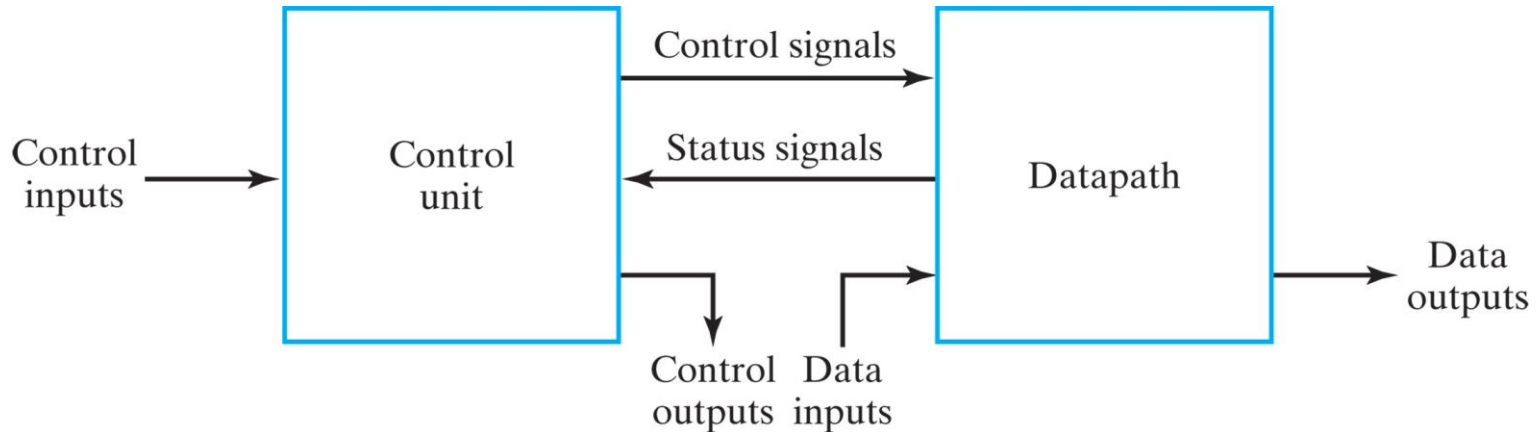 Control signals
Control
inputs
Control
unit
Status signals
Datapath
Data
outputs
Control
outputs
Data
inputs